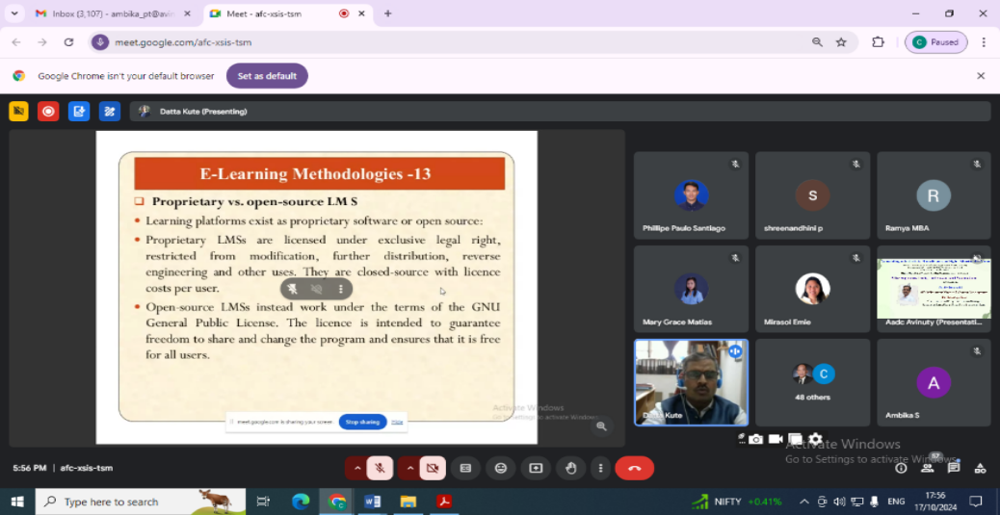 Inbox (3,107) - ambika_pt@avin
Meet - afc-xsis-tsm
meet.google.com/afc-xsis-tsm
C Paused
Google Chrome isn't your default browser
Set as default
Datta Kute (Presenting)
E-Learning Methodologies -13
Proprietary vs. open-source LM S
• Learning platforms exist as proprietary software or open source:
• Proprietary LMSs are licensed under exclusive legal right,
restricted from modification, further distribution, reverse
engineering and other uses. They are closed-source with licence
costs per user.
• Open-source LMSs instead work under the terms of the GNU
General Public License. The licence is intended to guarantee
freedom to share and change the program and ensures that it is free
for all users.
meet.google.com is sharing your screen.
Stop sharing
Hide
Activate Windows
Go to Settings to activate Windows.
Phillipe Paulo Santiago
S
shreenandhini p
R
Ramya MBA
Mary Grace Matias
Mirasol Emie
Aadc Avinuty (Presentati...
Datta Kute
C
48 others
A
Ambika S
Activate Windows
Go to Settings to activate Windows.
5:56 PM | afc-xsis-tsm
57
Type here to search
NIFTY +0.41%
ENG
17:56
17/10/2024